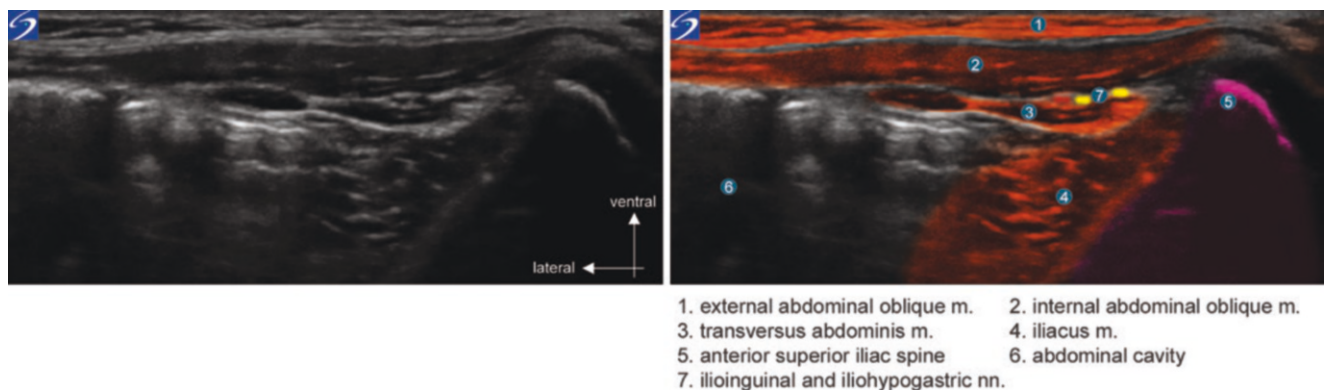 ventral
lateral
1
2
7
3
5
6
4
1. external abdominal oblique m. 2. internal abdominal oblique m.
3. transversus abdominis m. 4. iliacus m.
5. anterior superior iliac spine 6. abdominal cavity
7. ilioinguinal and iliohypogastric nn.